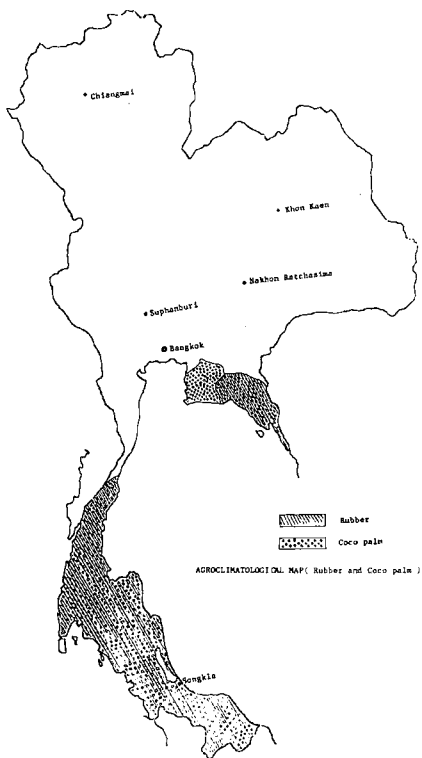 Chiangmai
Khon Kaen
Nakhon Ratchasima
Suphanburi
Bangkok
Rubber
Coco palm
AGROCLIMATOLOGICAL MAP( Rubber and Coco palm )
Songkla